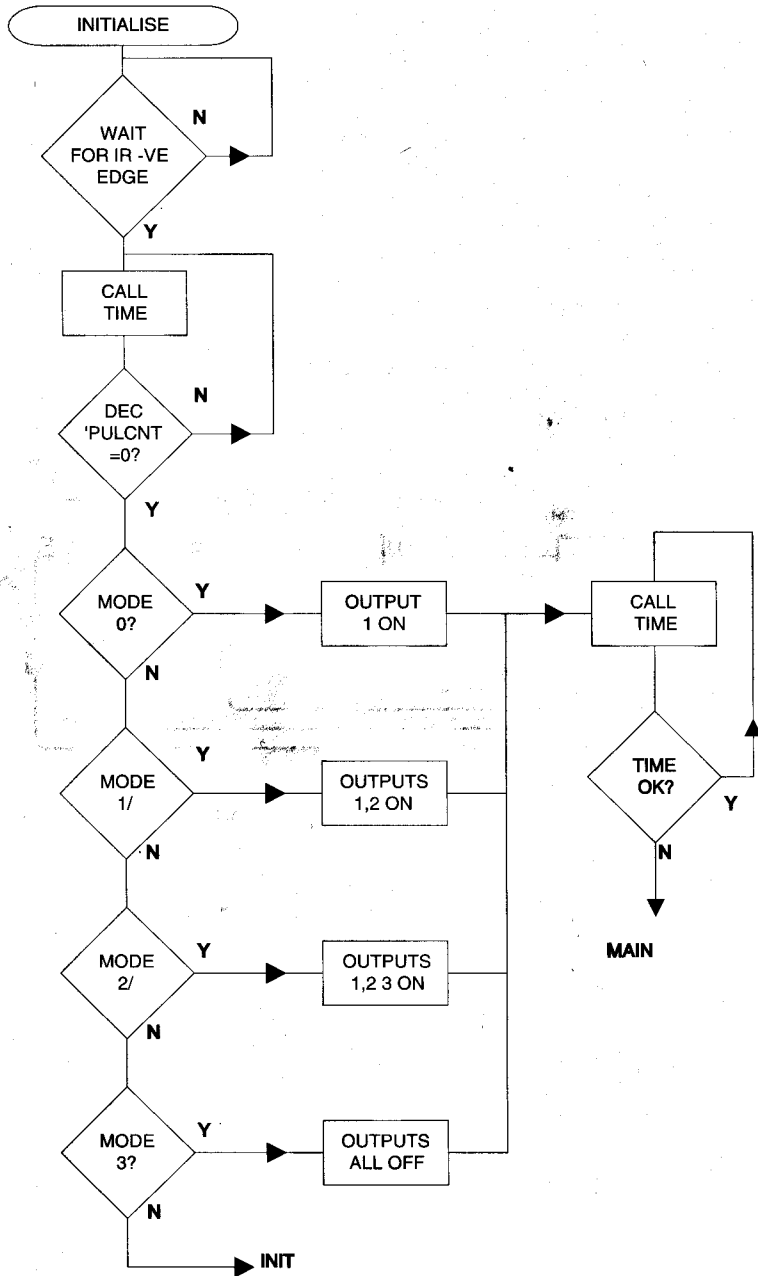 INITIALISE
N
WAIT
FOR IR -VE
EDGE
Y
CALL
TIME
N
DEC
'PULCNT
=0?
Y
MODE
0?
Y
N
OUTPUT
1 ON
CALL
TIME
TIME
OK?
Y
N
MAIN
MODE
1/
Y
N
OUTPUTS
1,2 ON
MODE
2/
Y
N
OUTPUTS
1,2 3 ON
MODE
3?
Y
N
OUTPUTS
ALL OFF
INIT